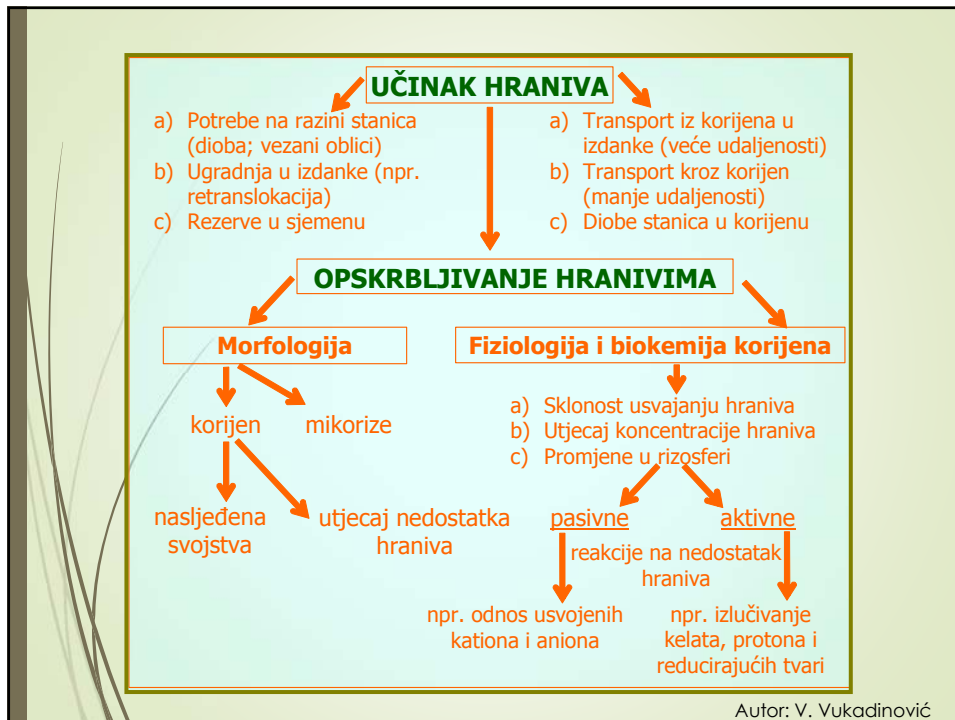 UČINAK HRANIVA
a) Potrebe na razini stanica
(dioba; vezani oblici)
b) Ugradnja u izdanke (npr.
retranslokacija)
c) Rezerve u sjemenu
a) Transport iz korijena u
izdanke (veće udaljenosti)
b) Transport kroz korijen
(manje udaljenosti)
c) Diobe stanica u korijenu
OPSKRBLJIVANJE HRANIVIMA
Morfologija
korijen
mikorize
nasljeđena
svojstva
utjecaj nedostatka
hraniva
Fiziologija i biokemija korijena
a) Sklonost usvajanju hraniva
b) Utjecaj koncentracije hraniva
c) Promjene u rizosferi
pasivne
aktivne
reakcije na nedostatak
hraniva
npr. odnos usvojenih
kationa i aniona
npr. izlučivanje
kelata, protona i
reducirajućih tvari
Autor: V. Vukadinović